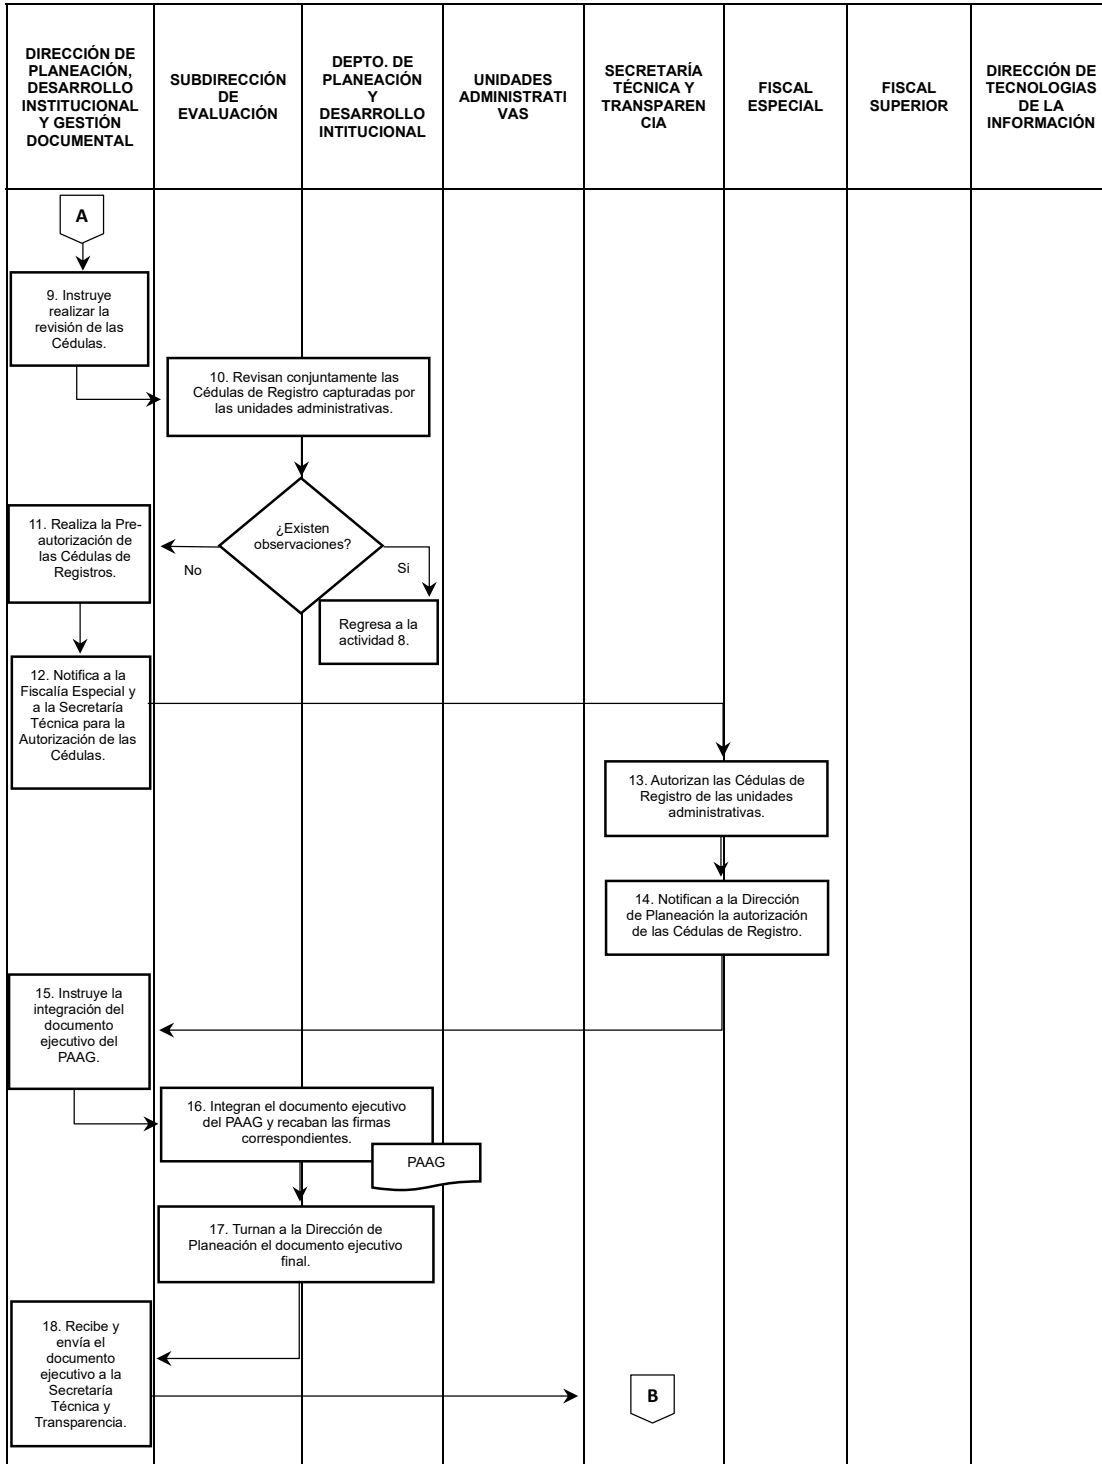 DIRECCIÓN DE
PLANEACIÓN,
DESARROLLO
INSTITUCIONAL
Y GESTIÓN
DOCUMENTAL
SUBDIRECCIÓN
DE
EVALUACIÓN
DEPTO. DE
PLANEACIÓN
Y
DESARROLLO
INTITUCIONAL
UNIDADES
ADMINISTRATI
VAS
SECRETARÍA
TÉCNICA Y
TRANSPAREN
CIA
FISCAL
ESPECIAL
FISCAL
SUPERIOR
DIRECCIÓN DE
TECNOLOGIAS
DE LA
INFORMACIÓN
A
9. Instruye
realizar la
revisión de las
Cédulas.
10. Revisan conjuntamente las
Cédulas de Registro capturadas por
las unidades administrativas.
¿Existen
observaciones?
No
Si
11. Realiza la Pre-
autorización de
las Cédulas de
Registros.
Regresa a la
actividad 8.
12. Notifica a la
Fiscalía Especial y
a la Secretaría
Técnica para la
Autorización de las
Cédulas.
13. Autorizan las Cédulas de
Registro de las unidades
administrativas.
14. Notifican a la Dirección
de Planeación la autorización
de las Cédulas de Registro.
15. Instruye la
integración del
documento
ejecutivo del
PAAG.
16. Integran el documento ejecutivo
del PAAG y recaban las firmas
correspondientes.
PAAG
17. Turnan a la Dirección de
Planeación el documento ejecutivo
final.
18. Recibe y
envía el
documento
ejecutivo a la
Secretaría
Técnica y
Transparencia.
B